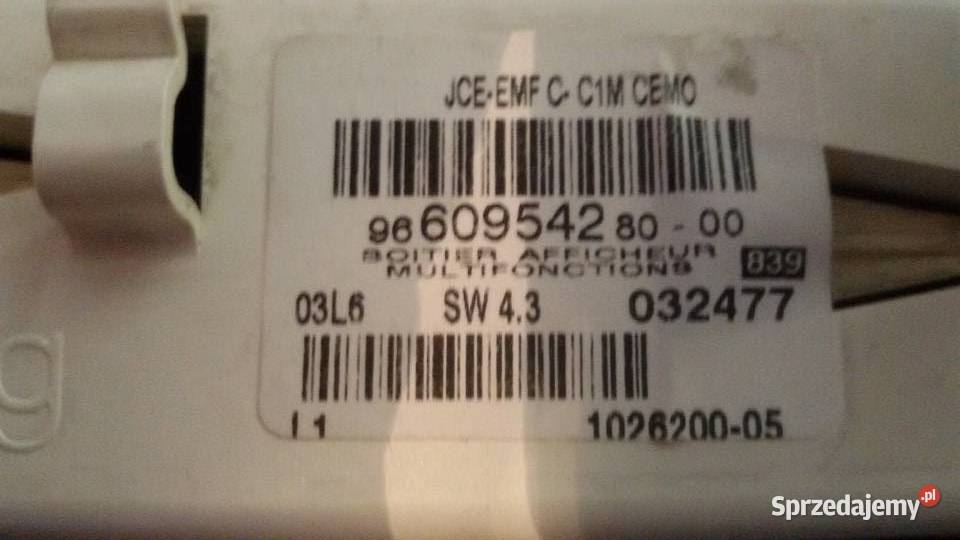 JCE-EMF C- C1M CEMO
96 609542 80 - 00
BOITIER AFFICHEUR
MULTIFONCTIONS 839
03L6 SW 4.3 032477
L1 1026200-05
g
Sprzedajemy.pl